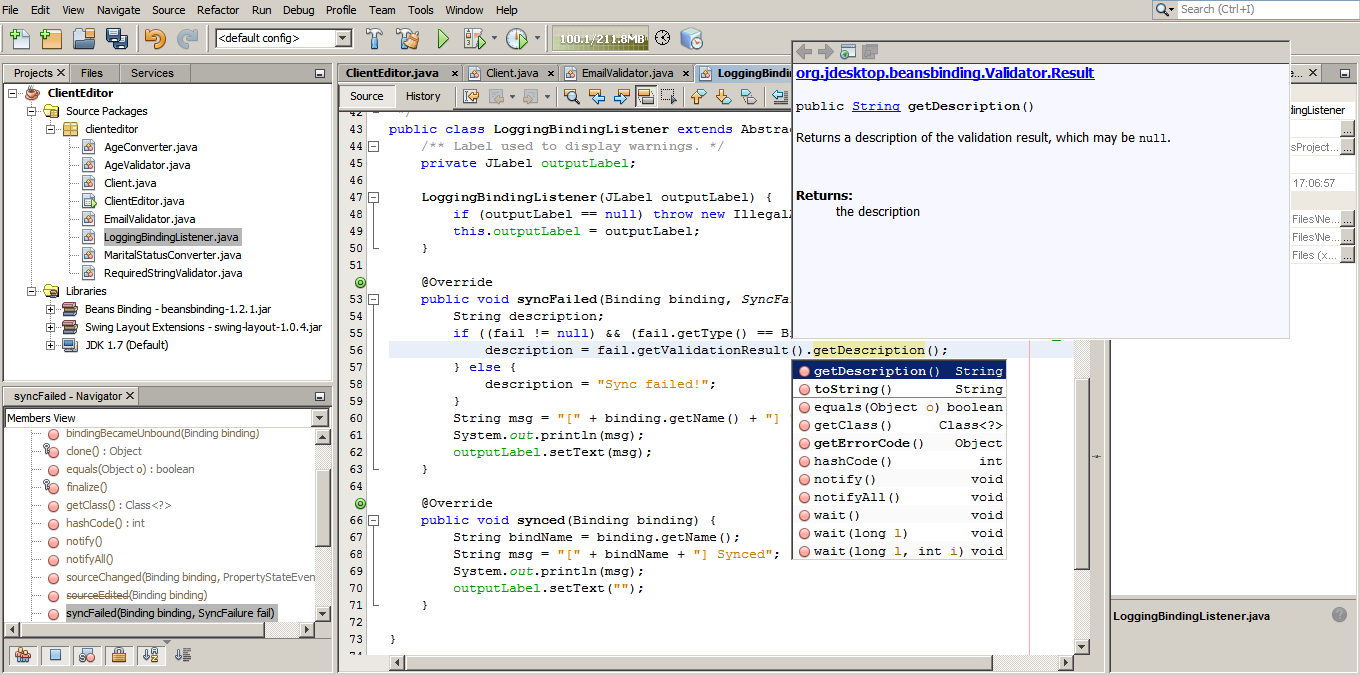 File Edit View Navigate Source Refactor Run Debug Profile Team Tools Window Help
Search (Ctrl+I)
<default config>
100.1/211.8MB
Projects Files Services
ClientEditor
Source Packages
clienteditor
AgeConverter.java
AgeValidator.java
Client.java
ClientEditor.java
EmailValidator.java
LoggingBindingListener.java
MaritalStatusConverter.java
RequiredStringValidator.java
Libraries
Beans Binding - beansbinding-1.2.1.jar
Swing Layout Extensions - swing-layout-1.0.4.jar
JDK 1.7 (Default)
syncFailed - Navigator
Members View
bindingBecameUnbound(Binding binding)
clone() : Object
equals(Object o) : boolean
finalize()
getClass() : Class<?>
hashCode() : int
notify()
notifyAll()
sourceChanged(Binding binding, PropertyStateEven
sourceEdited(Binding binding)
syncFailed(Binding binding, SyncFailure fail)
ClientEditor.java Client.java EmailValidator.java LoggingBindin
Source History
42 */
43 public class LoggingBindingListener extends Abstra
44 /** Label used to display warnings. */
45 private JLabel outputLabel;
46
47 LoggingBindingListener(JLabel outputLabel) {
48 if (outputLabel == null) throw new IllegalA
49 this.outputLabel = outputLabel;
50 }
51
@Override
53 public void syncFailed(Binding binding, SyncFai
54 String description;
55 if ((fail != null) && (fail.getType() == Bi
56 description = fail.getValidationResult().getDescription();
57 } else {
58 description = "Sync failed!";
59 }
60 String msg = "[" + binding.getName() + "] "
61 System.out.println(msg);
62 outputLabel.setText(msg);
63 }
64
@Override
66 public void synced(Binding binding) {
67 String bindName = binding.getName();
68 String msg = "[" + bindName + "] Synced";
69 System.out.println(msg);
70 outputLabel.setText("");
71 }
72
73 }
org.jdesktop.beansbinding.Validator.Result
public String getDescription()
Returns a description of the validation result, which may be null.
Returns:
the description
getDescription() String
toString() String
equals(Object o) boolean
getClass() Class<?>
getErrorCode() Object
hashCode() int
notify() void
notifyAll() void
wait() void
wait(long l) void
wait(long l, int i) void
e...
dingListener
...
sProject... ...
17:06:57
Files\Ne... ...
Files\Ne... ...
Files (x... ...
LoggingBindingListener.java
?